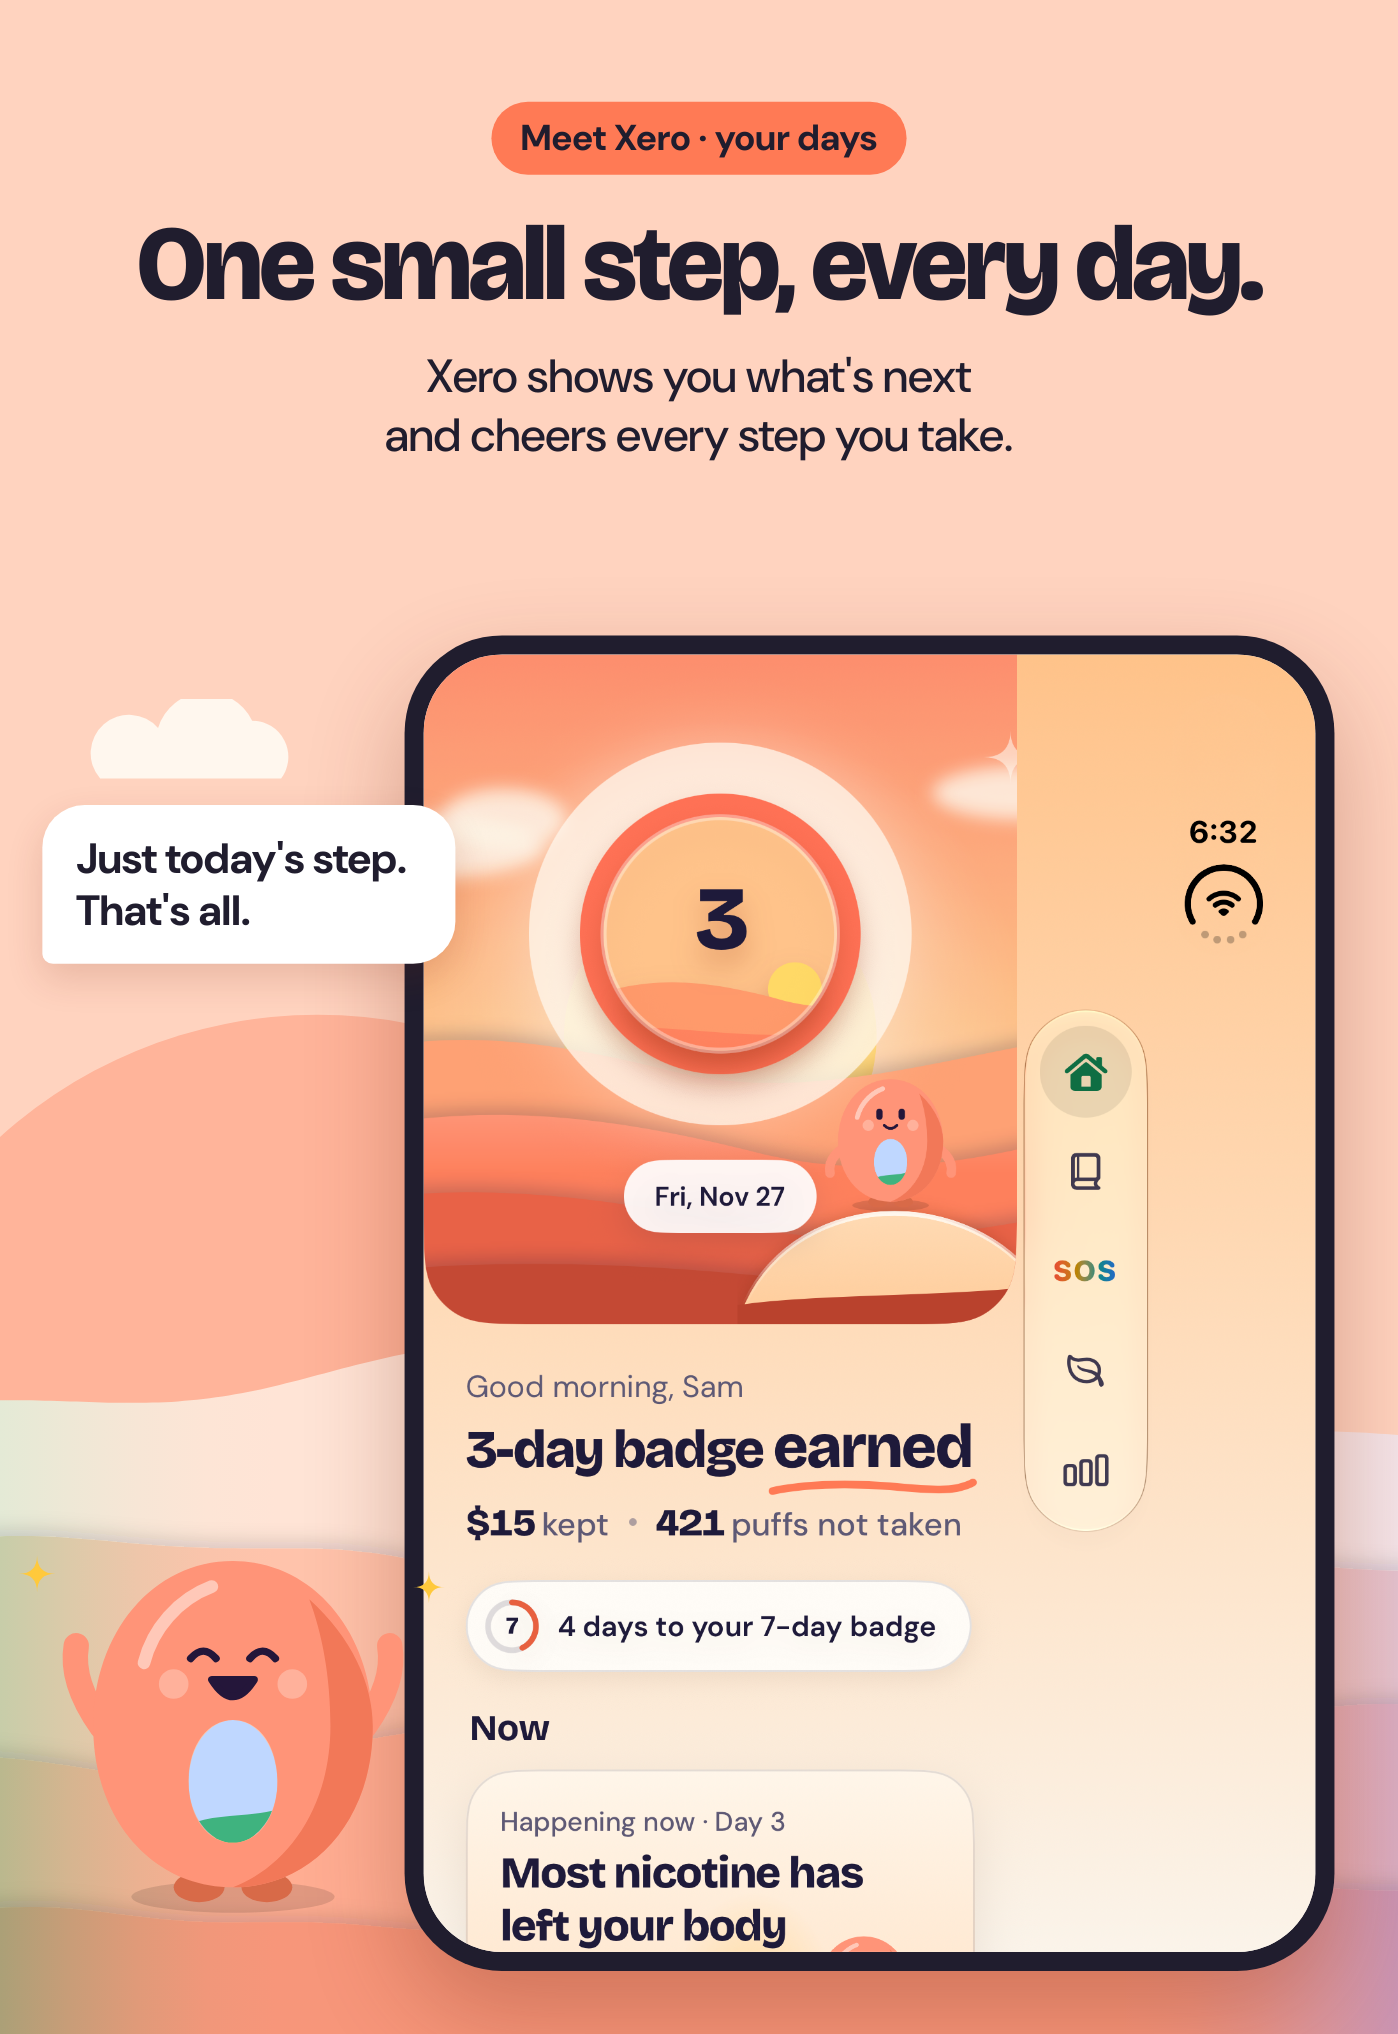 Meet Xero · your days
One small step, every day.
Xero shows you what's next
and cheers every step you take.
Just today's step.
That's all.
3
6:32
Fri, Nov 27
SOS
Good morning, Sam
3-day badge earned
$15 kept • 421 puffs not taken
7
4 days to your 7-day badge
Now
Happening now · Day 3
Most nicotine has
left your body